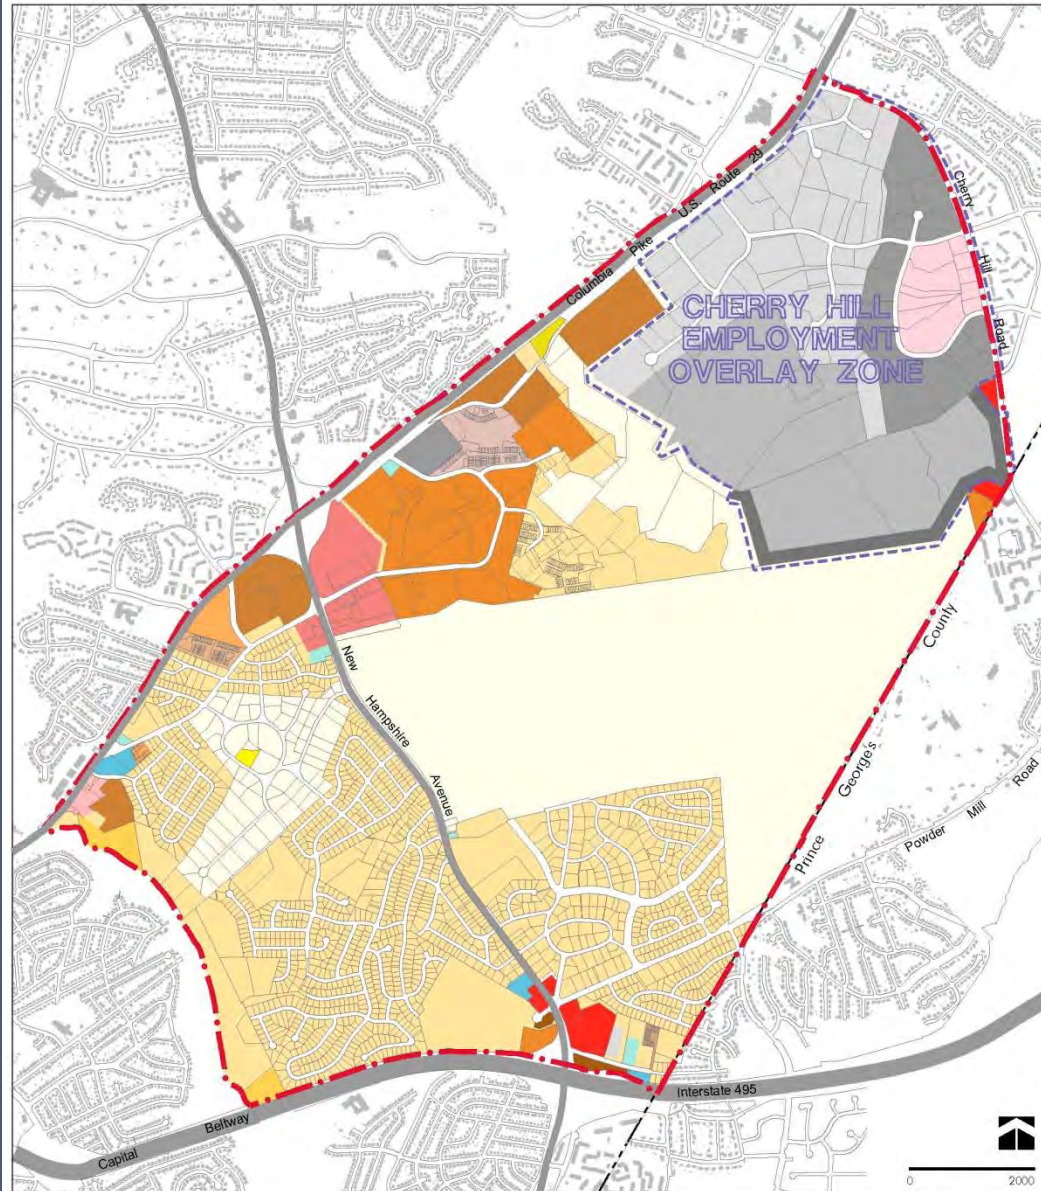 U.S. Route 29
Columbia Pike
Cherry Hill Road
CHERRY HILL
EMPLOYMENT
OVERLAY ZONE
New Hampshire Avenue
Prince George's County
Powder Mill Road
Interstate 495
Capital Beltway
0 2000